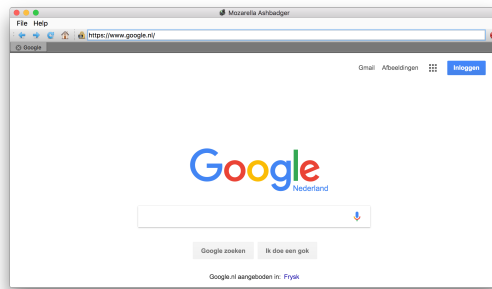 Mozarella Ashbadger
File Help
https://www.google.nl/
Google
Gmail Afbeeldingen Inloggen
Google
Nederland
Google zoeken Ik doe een gok
Google.nl aangeboden in: Frysk